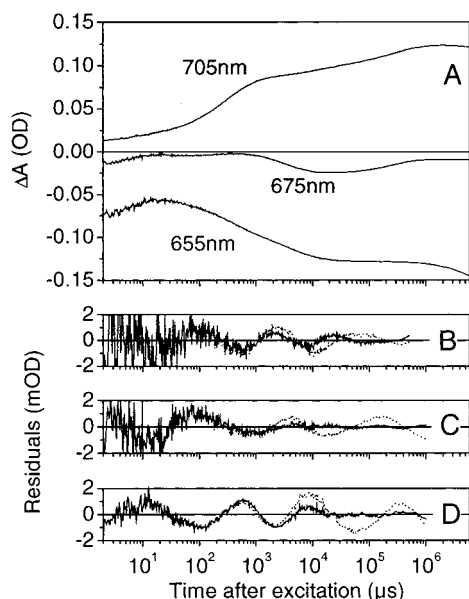 0.15
0.10
0.05
0.00
-0.05
-0.10
-0.15
ΔA (OD)
705nm
A
675nm
655nm
2
0
-2
B
2
0
-2
C
2
0
-2
D
Residuals (mOD)
10¹ 10² 10³ 10⁴ 10⁵ 10⁶
Time after excitation (μs)